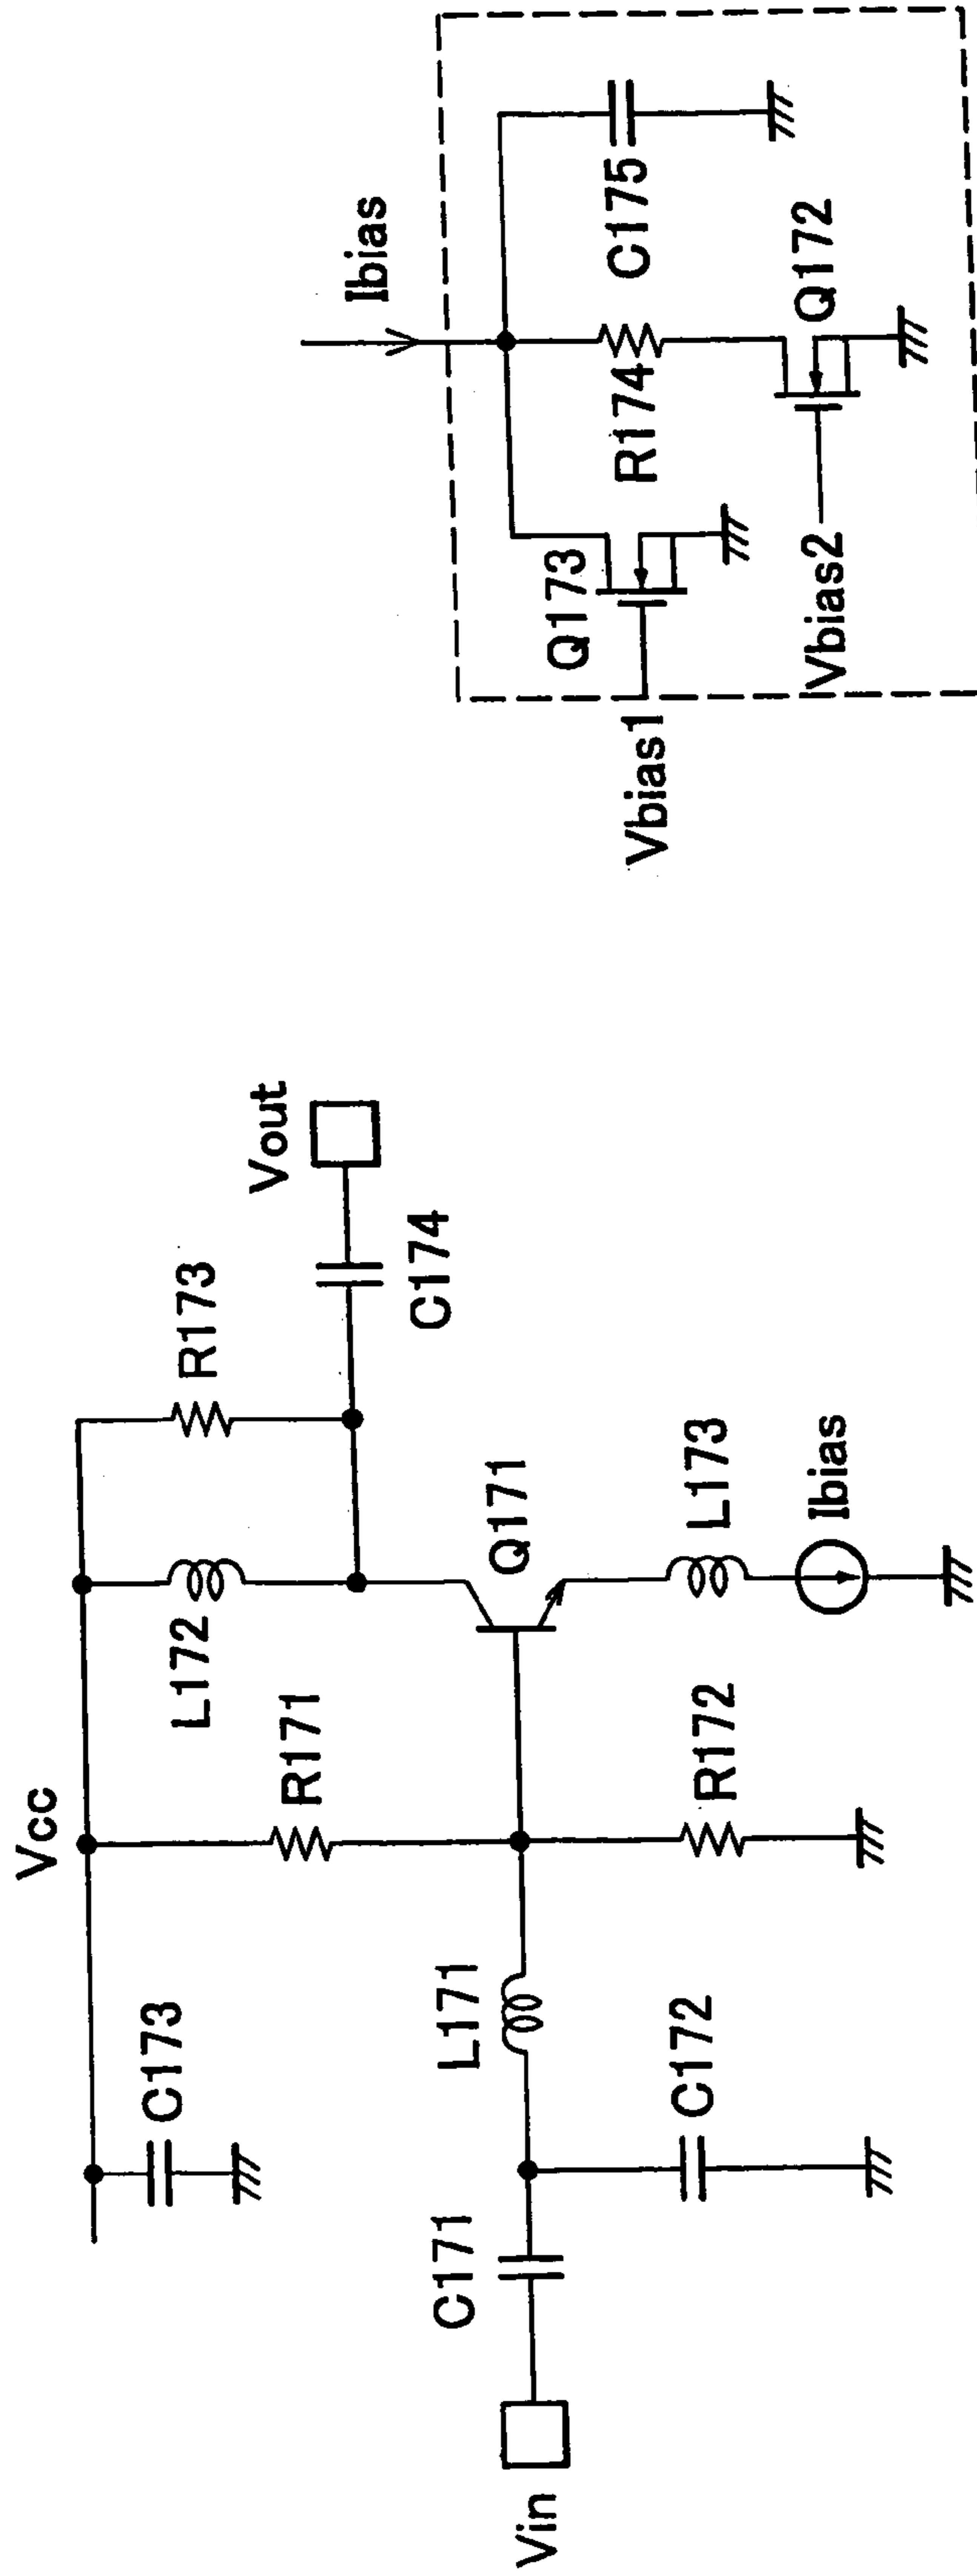 Vcc
C173
L172
R173
Vout
R171
C174
C171
L171
Q171
Vin
C172
R172
L173
Ibias
Ibias
Q173
R174
C175
Vbias1
Vbias2
Q172